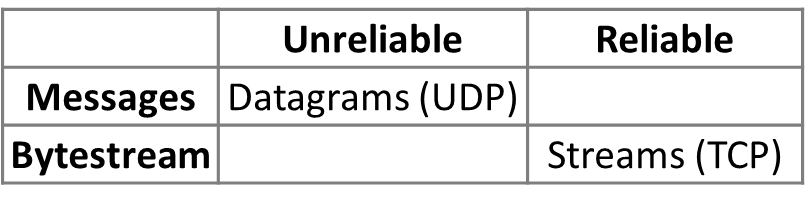 Unreliable Reliable
Messages Datagrams (UDP)
Bytestream Streams (TCP)